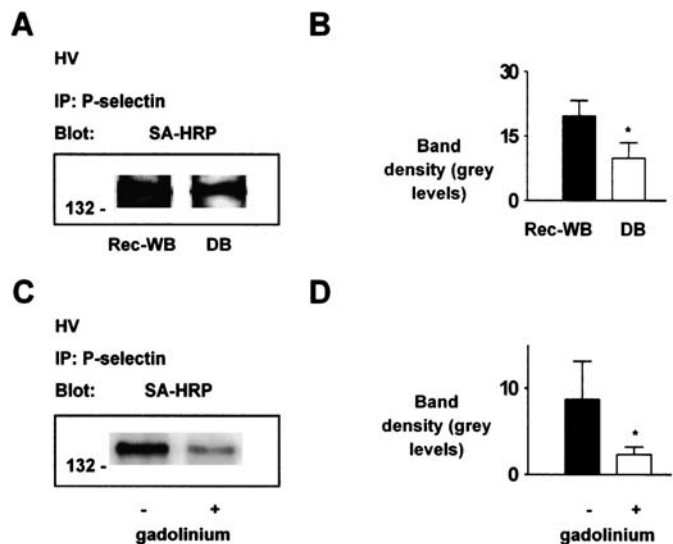 A
HV
IP: P-selectin
Blot: SA-HRP
132 -
Rec-WB DB
B
30
15
0
Band
density (grey
levels)
*
Rec-WB DB
C
HV
IP: P-selectin
Blot: SA-HRP
132 -
- +
gadolinium
D
10
0
Band
density (grey
levels)
*
- +
gadolinium